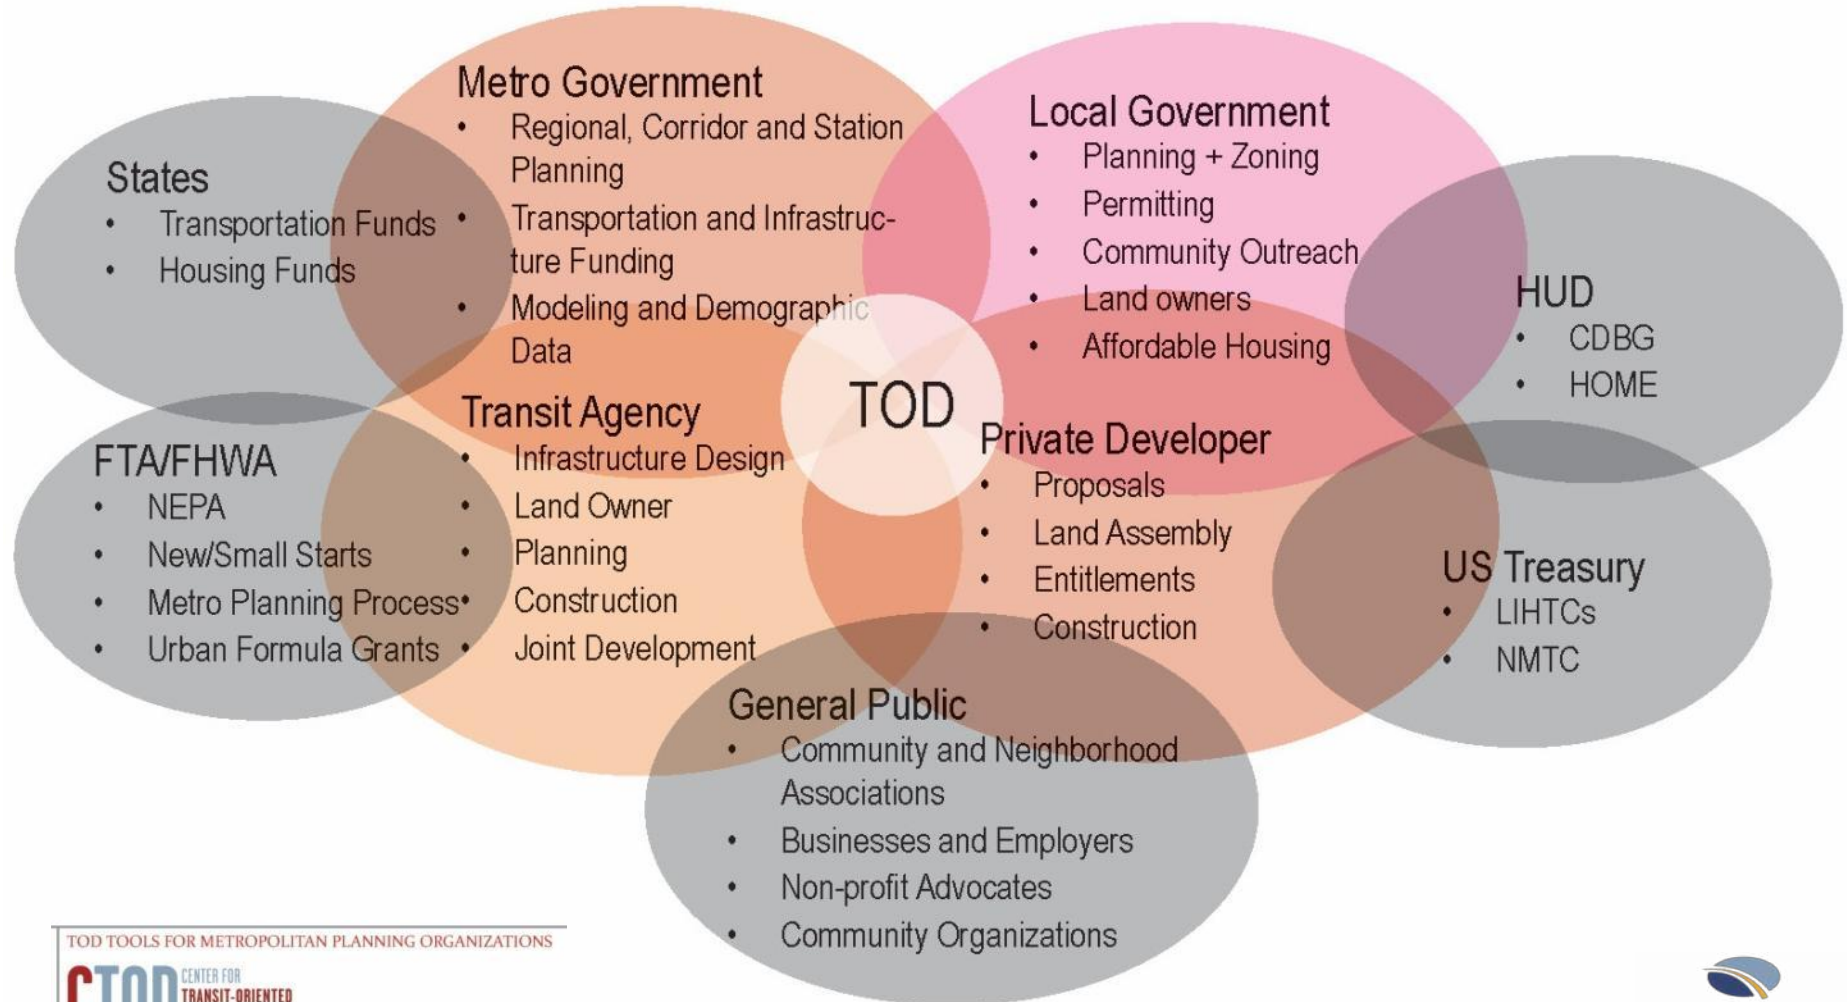 Metro Government
• Regional, Corridor and Station
Planning
• Transportation and Infrastruc-
ture Funding
• Modeling and Demographic
Data
Local Government
• Planning + Zoning
• Permitting
• Community Outreach
• Land owners
• Affordable Housing
States
• Transportation Funds
• Housing Funds
HUD
• CDBG
• HOME
TOD
Transit Agency
• Infrastructure Design
• Land Owner
• Planning
• Construction
• Joint Development
Private Developer
• Proposals
• Land Assembly
• Entitlements
• Construction
FTA/FHWA
• NEPA
• New/Small Starts
• Metro Planning Process
• Urban Formula Grants
US Treasury
• LIHTCs
• NMTC
General Public
• Community and Neighborhood
Associations
• Businesses and Employers
• Non-profit Advocates
• Community Organizations
TOD TOOLS FOR METROPOLITAN PLANNING ORGANIZATIONS
CTOD
CENTER FOR
TRANSIT-ORIENTED